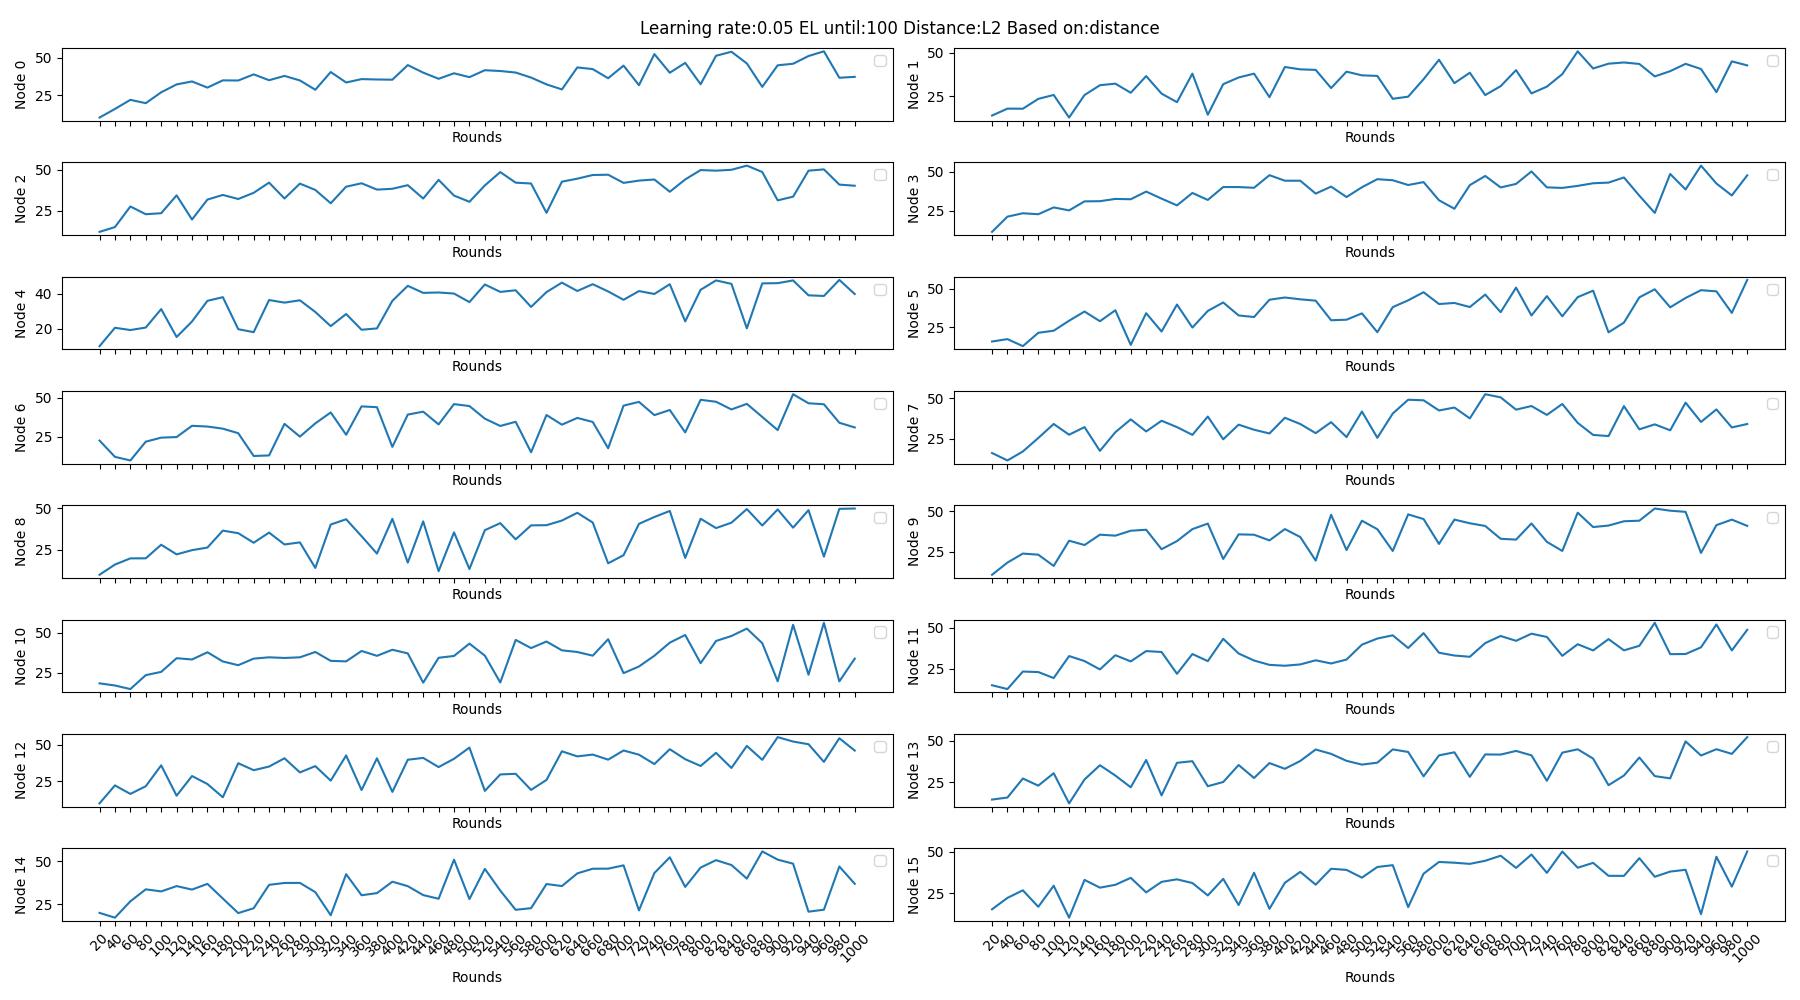 Learning rate:0.05 EL until:100 Distance:L2 Based on:distance
Node 0
50
25
Rounds
Node 1
50
25
Rounds
Node 2
50
25
Rounds
Node 3
50
25
Rounds
Node 4
40
20
Rounds
Node 5
50
25
Rounds
Node 6
50
25
Rounds
Node 7
50
25
Rounds
Node 8
50
25
Rounds
Node 9
50
25
Rounds
Node 10
50
25
Rounds
Node 11
50
25
Rounds
Node 12
50
25
Rounds
Node 13
50
25
Rounds
Node 14
50
25
20 40 60 80 100 120 140 160 180 200 220 240 260 280 300 320 340 360 380 400 420 440 460 480 500 520 540 560 580 600 620 640 660 680 700 720 740 760 780 800 820 840 860 880 900 920 940 960 980 1000
Rounds
Node 15
50
25
20 40 60 80 100 120 140 160 180 200 220 240 260 280 300 320 340 360 380 400 420 440 460 480 500 520 540 560 580 600 620 640 660 680 700 720 740 760 780 800 820 840 860 880 900 920 940 960 980 1000
Rounds